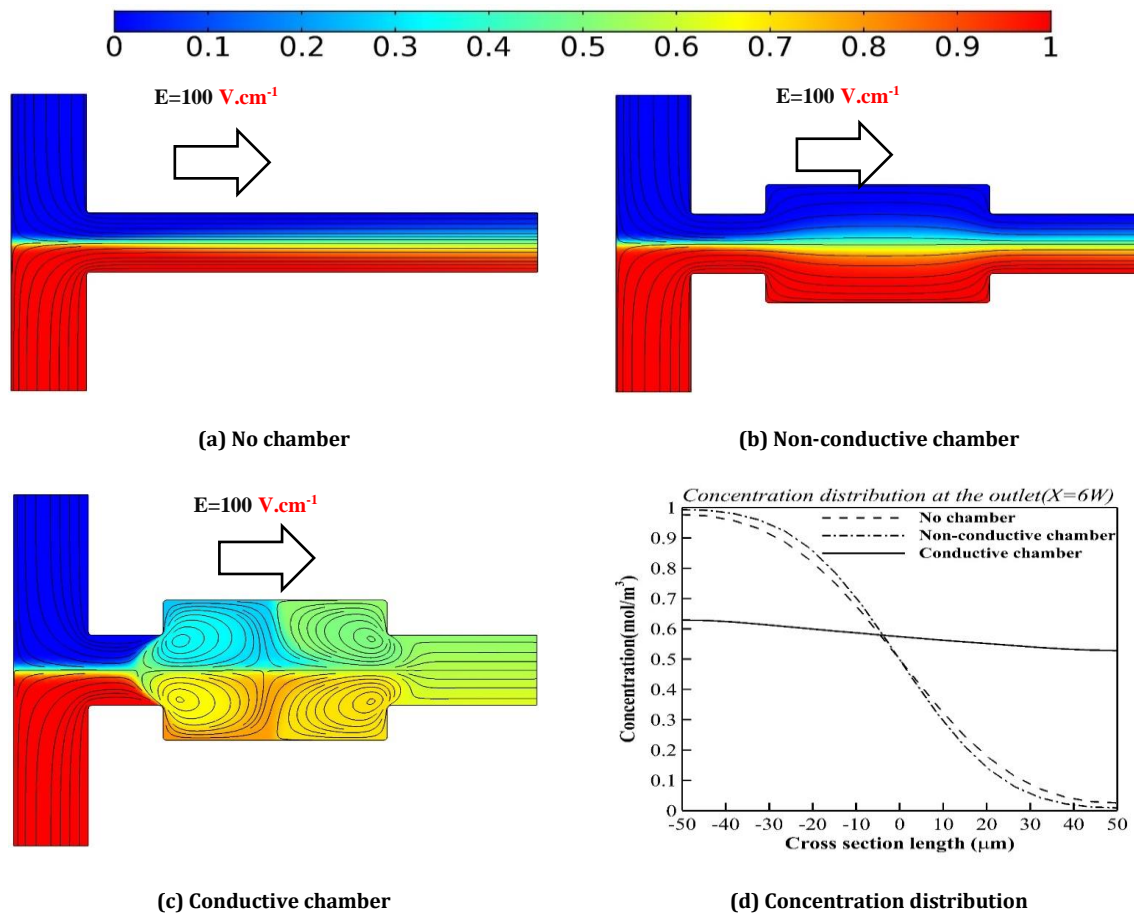 0 0.1 0.2 0.3 0.4 0.5 0.6 0.7 0.8 0.9 1
E=100 V.cm-1
E=100 V.cm-1
(a) No chamber
(b) Non-conductive chamber
E=100 V.cm-1
(c) Conductive chamber
Concentration distribution at the outlet(X=6W)
No chamber
Non-conductive chamber
Conductive chamber
Concentration(mol/m3)
1
0.9
0.8
0.7
0.6
0.5
0.4
0.3
0.2
0.1
0
-50 -40 -30 -20 -10 0 10 20 30 40 50
Cross section length (μm)
(d) Concentration distribution